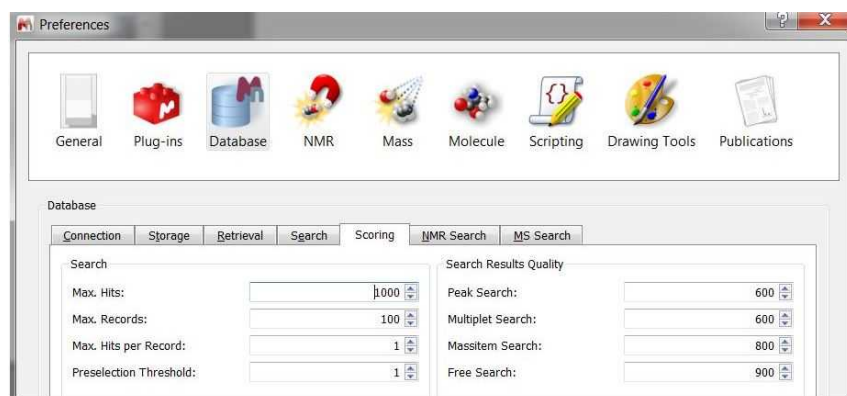 Preferences
General Plug-ins Database NMR Mass Molecule Scripting Drawing Tools Publications
Database
Connection Storage Retrieval Search Scoring NMR Search MS Search
Search
Max. Hits: 1000
Max. Records: 100
Max. Hits per Record: 1
Preselection Threshold: 1
Search Results Quality
Peak Search: 600
Multiplet Search: 600
Massitem Search: 800
Free Search: 900